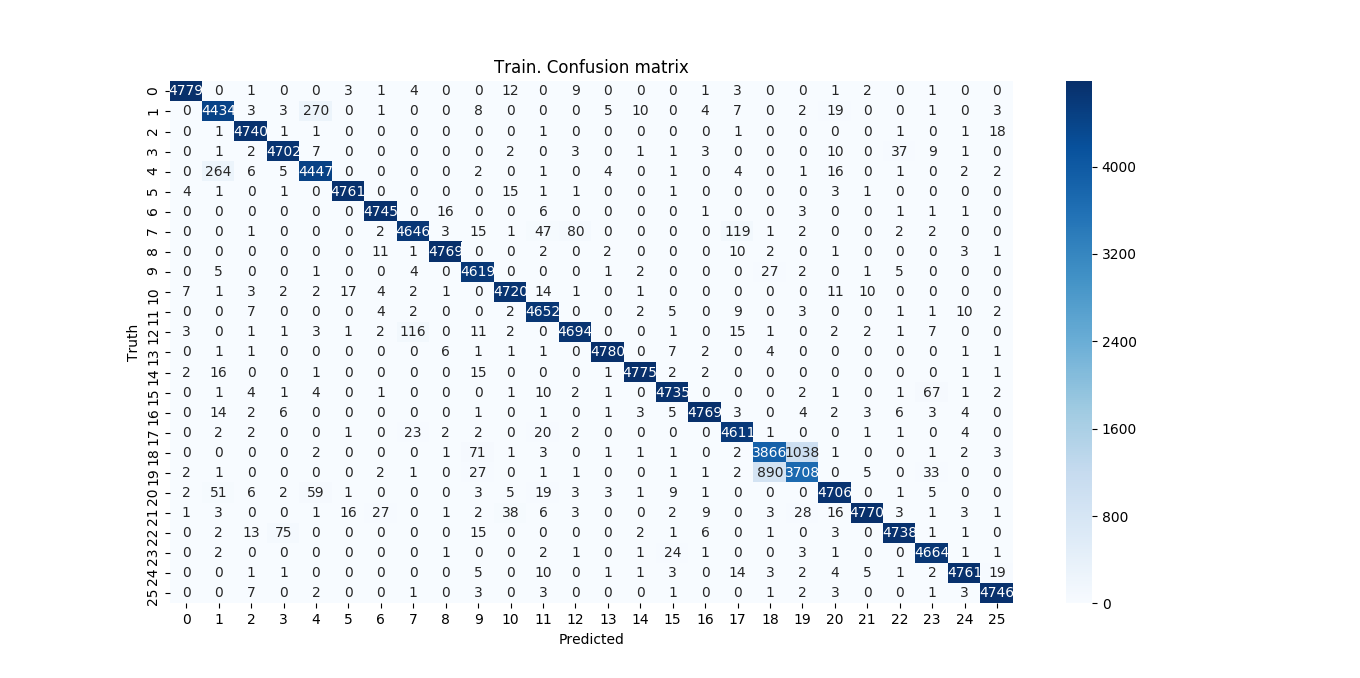 Train. Confusion matrix
0 4779 0 1 0 0 3 1 4 0 0 12 0 9 0 0 0 1 3 0 0 1 2 0 1 0 0
1 0 4434 3 3 270 0 1 0 0 8 0 0 0 5 10 0 4 7 0 2 19 0 0 1 0 3
2 0 1 4740 1 1 0 0 0 0 0 0 1 0 0 0 0 0 1 0 0 0 0 1 0 1 18
3 0 1 2 4702 7 0 0 0 0 0 2 0 3 0 1 1 3 0 0 0 10 0 37 9 1 0
4 0 264 6 5 4447 0 0 0 0 2 0 1 0 4 0 1 0 4 0 1 16 0 1 0 2 2
5 4 1 0 1 0 4761 0 0 0 0 15 1 1 0 0 0 0 0 0 0 3 1 0 0 0 0
6 0 0 0 0 0 0 4745 0 16 0 0 6 0 0 0 0 1 0 0 3 0 0 1 1 1 0
7 0 0 1 0 0 0 2 4646 3 15 1 47 80 0 0 0 0 119 1 2 0 0 2 2 0 0
8 0 0 0 0 0 0 11 1 4769 0 0 2 0 2 0 0 0 10 2 0 1 0 0 0 3 1
9 0 5 0 0 1 0 0 4 0 4619 0 0 0 1 2 0 0 0 27 2 0 1 5 0 0 0
10 7 1 3 2 2 17 4 2 1 0 4720 14 1 0 1 0 0 0 0 0 11 10 0 0 0 0
11 0 0 7 0 0 0 4 2 0 0 2 4652 0 0 2 5 0 9 0 3 0 0 1 1 10 2
12 3 0 1 1 3 1 2 116 0 11 2 0 4694 0 0 1 0 15 1 0 2 2 1 7 0 0
13 0 1 1 0 0 0 0 0 6 1 1 1 0 4780 0 7 2 0 4 0 0 0 0 0 1 1
14 2 16 0 0 1 0 0 0 0 15 0 0 0 1 4775 2 2 0 0 0 0 0 0 0 1 1
15 0 1 4 1 4 0 0 0 0 0 1 10 2 1 0 4735 0 0 0 2 1 0 1 67 1 2
16 0 14 2 6 0 0 0 0 0 1 0 1 0 1 3 5 4769 3 0 4 2 3 6 3 4 0
17 0 2 2 0 0 1 0 23 2 2 0 20 2 0 0 0 0 4611 1 0 0 1 1 0 4 0
18 0 0 0 0 2 0 0 0 1 71 1 3 0 1 1 1 0 2 3866 1038 1 0 0 1 2 3
19 2 1 0 0 0 0 2 1 0 27 0 1 1 0 0 1 1 2 890 3708 0 5 0 33 0 0
20 2 51 6 2 59 1 0 0 0 3 5 19 3 3 1 9 1 0 0 0 4706 0 1 5 0 0
21 1 3 0 0 1 16 27 0 1 2 38 6 3 0 0 2 9 0 3 28 16 4770 3 1 3 1
22 0 2 13 75 0 0 0 0 0 15 0 0 0 0 2 1 6 0 1 0 3 0 4738 1 1 0
23 0 2 0 0 0 0 0 0 1 0 0 2 1 0 1 24 1 0 0 3 1 0 0 4664 1 1
24 0 0 1 1 0 0 0 0 0 5 0 10 0 1 1 3 0 14 3 2 4 5 1 2 4761 19
25 0 0 7 0 2 0 0 1 0 3 0 3 0 0 0 1 0 0 1 2 3 0 0 1 3 4746
0 1 2 3 4 5 6 7 8 9 10 11 12 13 14 15 16 17 18 19 20 21 22 23 24 25
Truth
Predicted
4000
3200
2400
1600
800
0